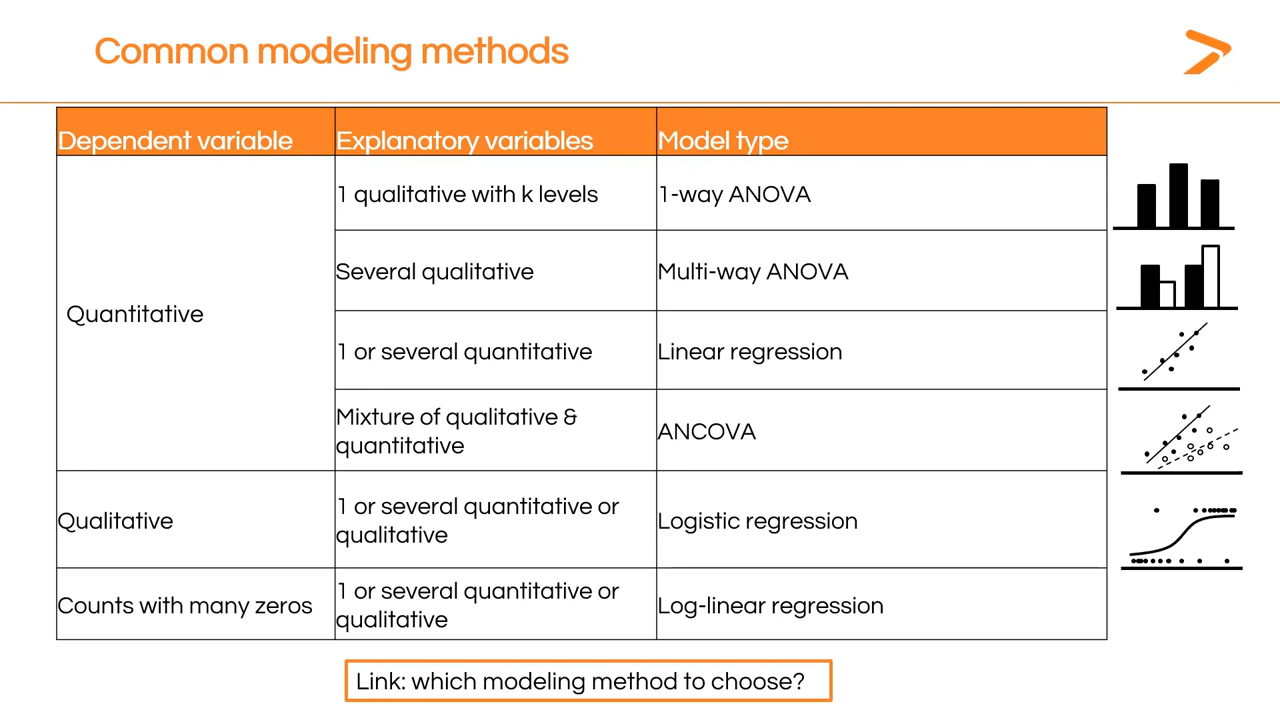 Common modeling methods
Dependent variable
Explanatory variables
Model type
Quantitative
1 qualitative with k levels
1-way ANOVA
Several qualitative
Multi-way ANOVA
1 or several quantitative
Linear regression
Mixture of qualitative &
quantitative
ANCOVA
Qualitative
1 or several quantitative or
qualitative
Logistic regression
Counts with many zeros
1 or several quantitative or
qualitative
Log-linear regression
Link: which modeling method to choose?